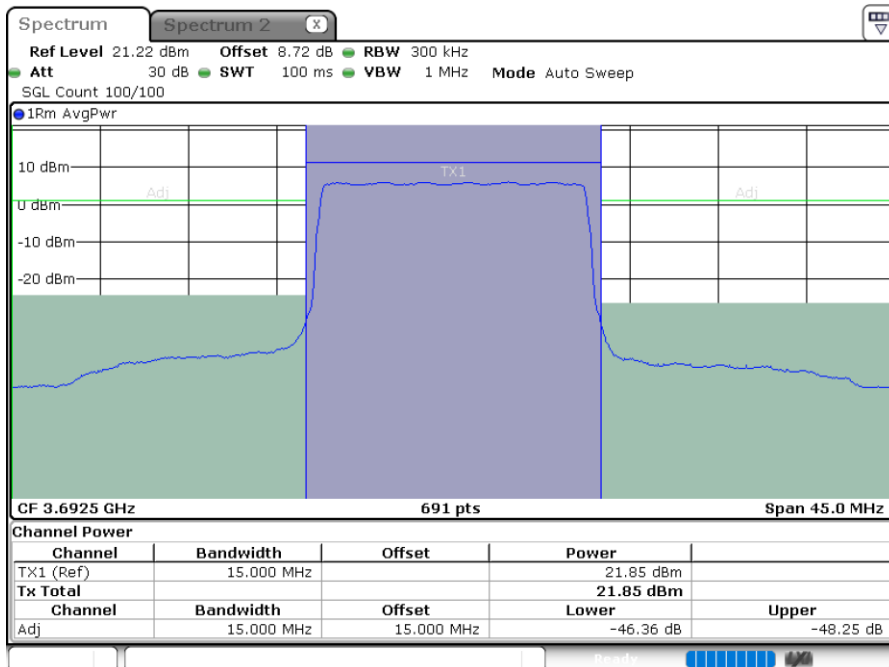 Spectrum Spectrum 2 X
Ref Level 21.22 dBm Offset 8.72 dB RBW 300 kHz
Att 30 dB SWT 100 ms VBW 1 MHz Mode Auto Sweep
SGL Count 100/100
1Rm AvgPwr
10 dBm
TX1
Adj Adj
0 dBm
-10 dBm
-20 dBm
CF 3.6925 GHz 691 pts Span 45.0 MHz
Channel Power
Channel Bandwidth Offset Power
TX1 (Ref) 15.000 MHz 21.85 dBm
Tx Total 21.85 dBm
Channel Bandwidth Offset Lower Upper
Adj 15.000 MHz 15.000 MHz -46.36 dB -48.25 dB
Ready